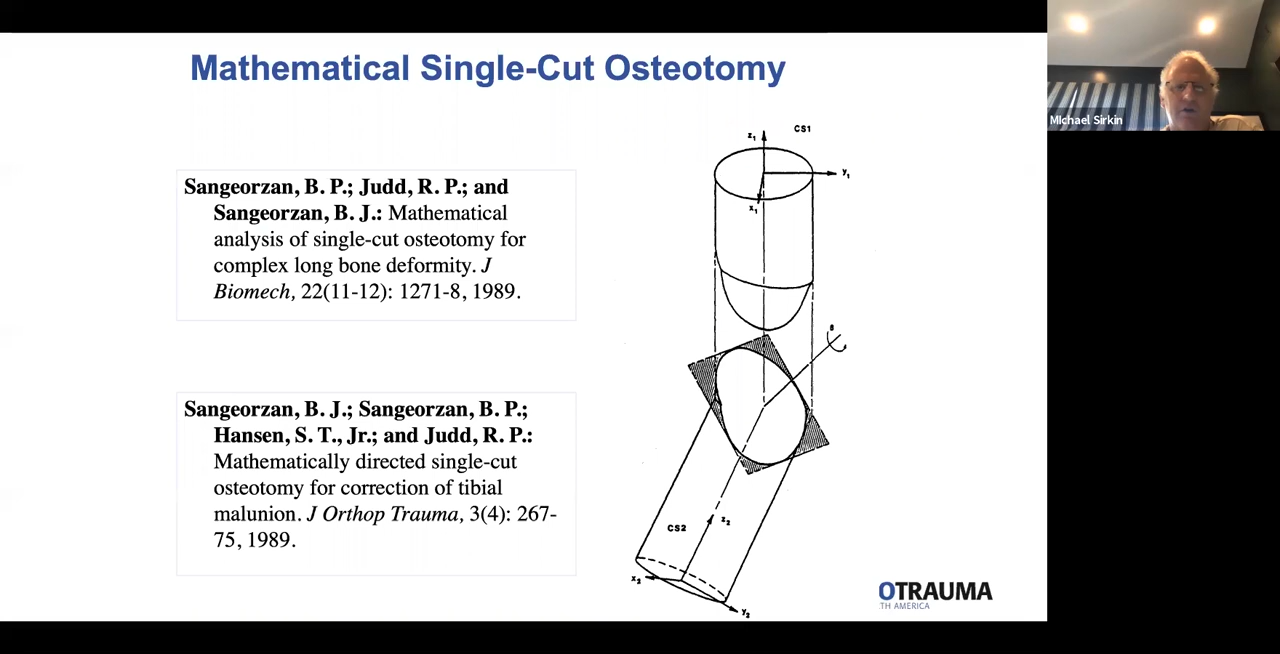 Mathematical Single-Cut Osteotomy
Sangeorzan, B. P.; Judd, R. P.; and
Sangeorzan, B. J.: Mathematical
analysis of single-cut osteotomy for
complex long bone deformity. J
Biomech, 22(11-12): 1271-8, 1989.
Sangeorzan, B. J.; Sangeorzan, B. P.;
Hansen, S. T., Jr.; and Judd, R. P.:
Mathematically directed single-cut
osteotomy for correction of tibial
malunion. J Orthop Trauma, 3(4): 267-
75, 1989.
z₁
CS1
y₁
x₁
CS2
z₂
x₂
y₂
OTRAUMA
TH AMERICA
MIchael Sirkin